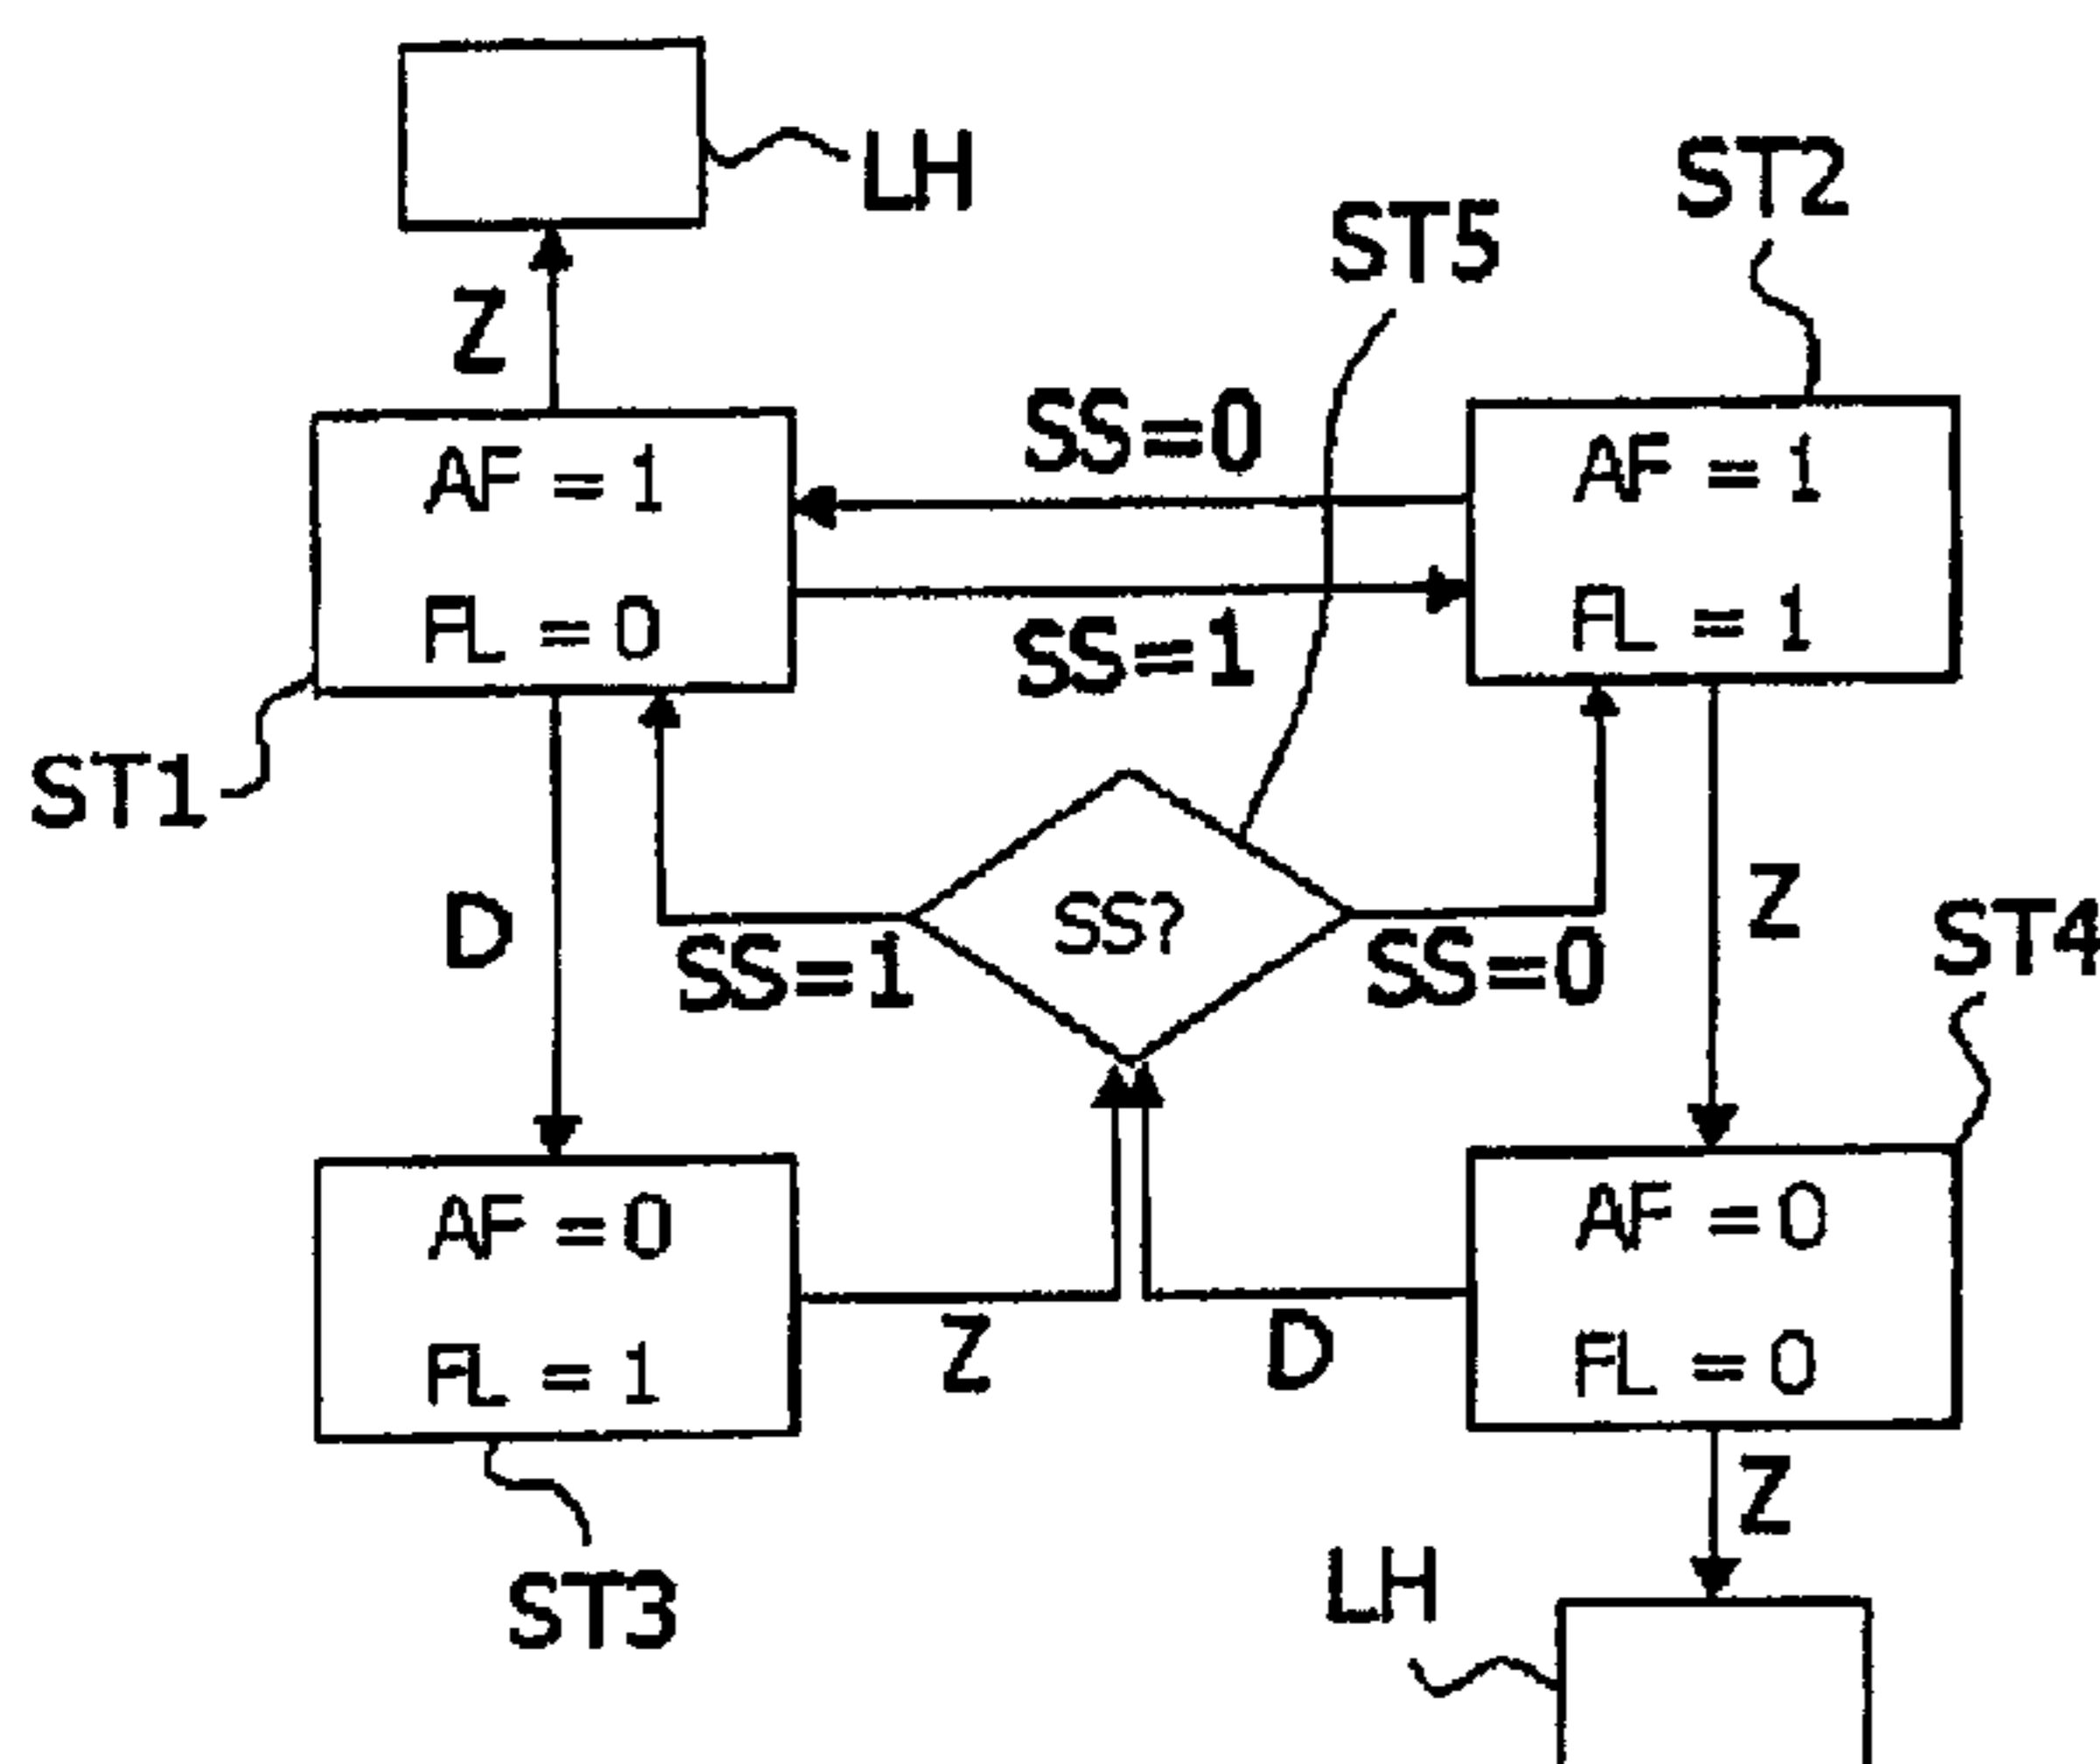 LH
ST2
ST5
Z
SS=0
AF = 1
FL = 0
AF = 1
FL = 1
SS=1
ST1
D
SS?
SS=1
SS=0
Z
ST4
AF = 0
FL = 1
Z
D
AF = 0
FL = 0
Z
ST3
LH